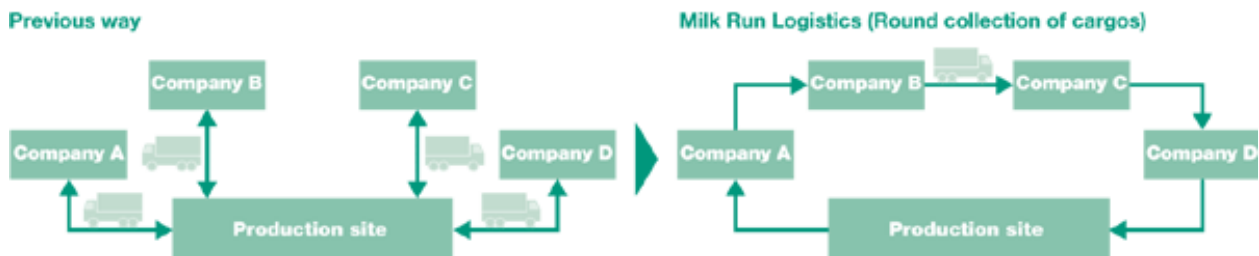 Previous way
Milk Run Logistics (Round collection of cargos)
Company B
Company C
Company A
Company D
Production site
Company B
Company C
Company A
Company D
Production site